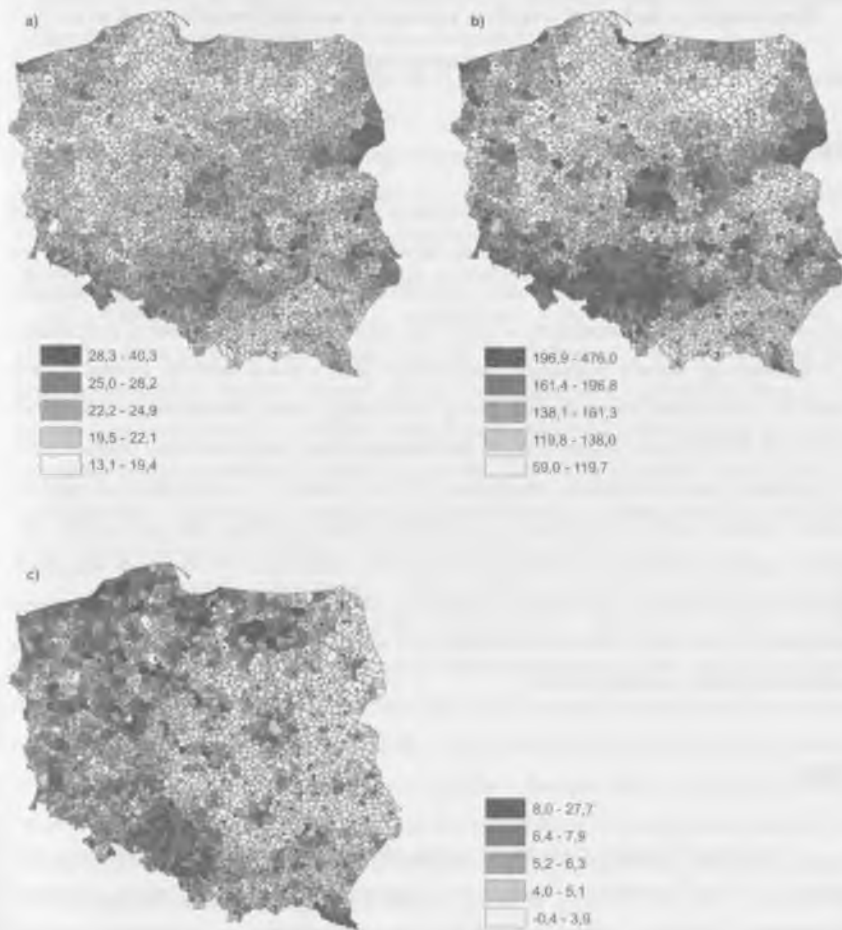 a)
28,3 - 40,3
25,0 - 28,2
22,2 - 24,9
19,5 - 22,1
13,1 - 19,4
b)
196,9 - 476,0
161,4 - 196,8
138,1 - 161,3
119,8 - 138,0
59,0 - 119,7
c)
8,0 - 27,7
6,4 - 7,9
5,2 - 6,3
4,0 - 5,1
-0,4 - 3,9